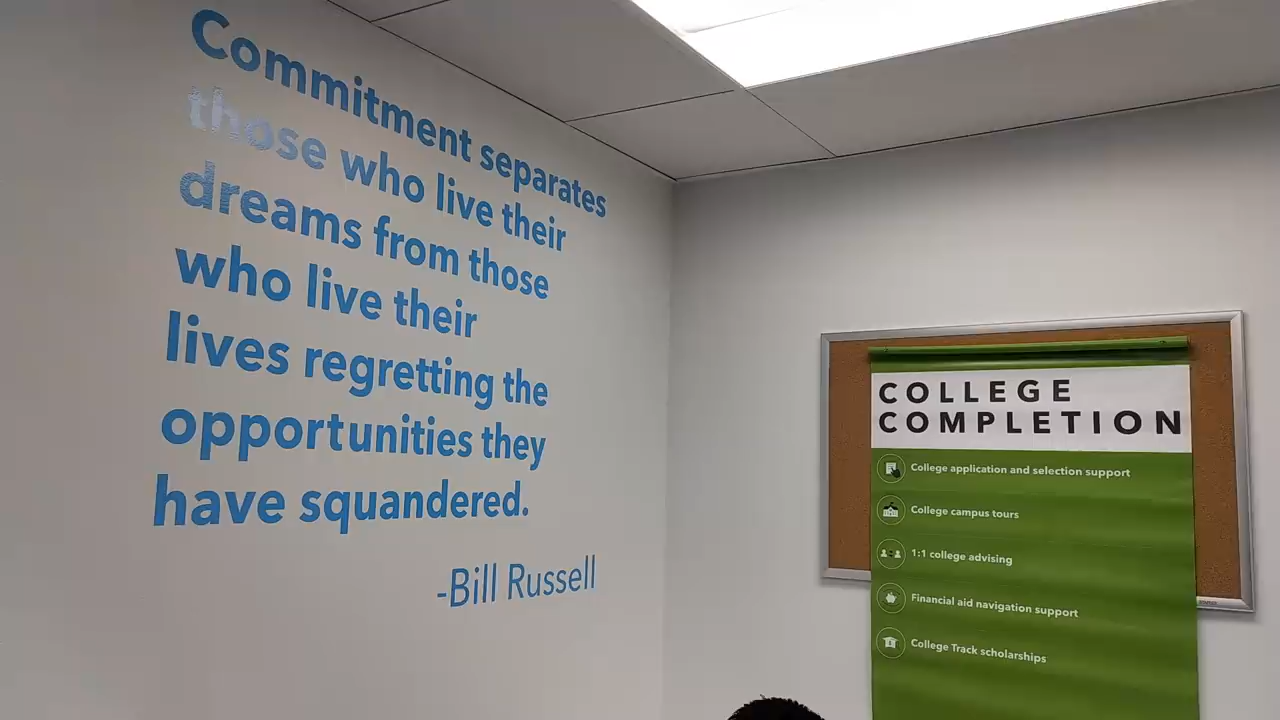 Commitment separates
those who live their
dreams from those
who live their
lives regretting the
opportunities they
have squandered.
-Bill Russell
COLLEGE
COMPLETION
College application and selection support
College campus tours
1:1 college advising
Financial aid navigation support
College Track scholarships